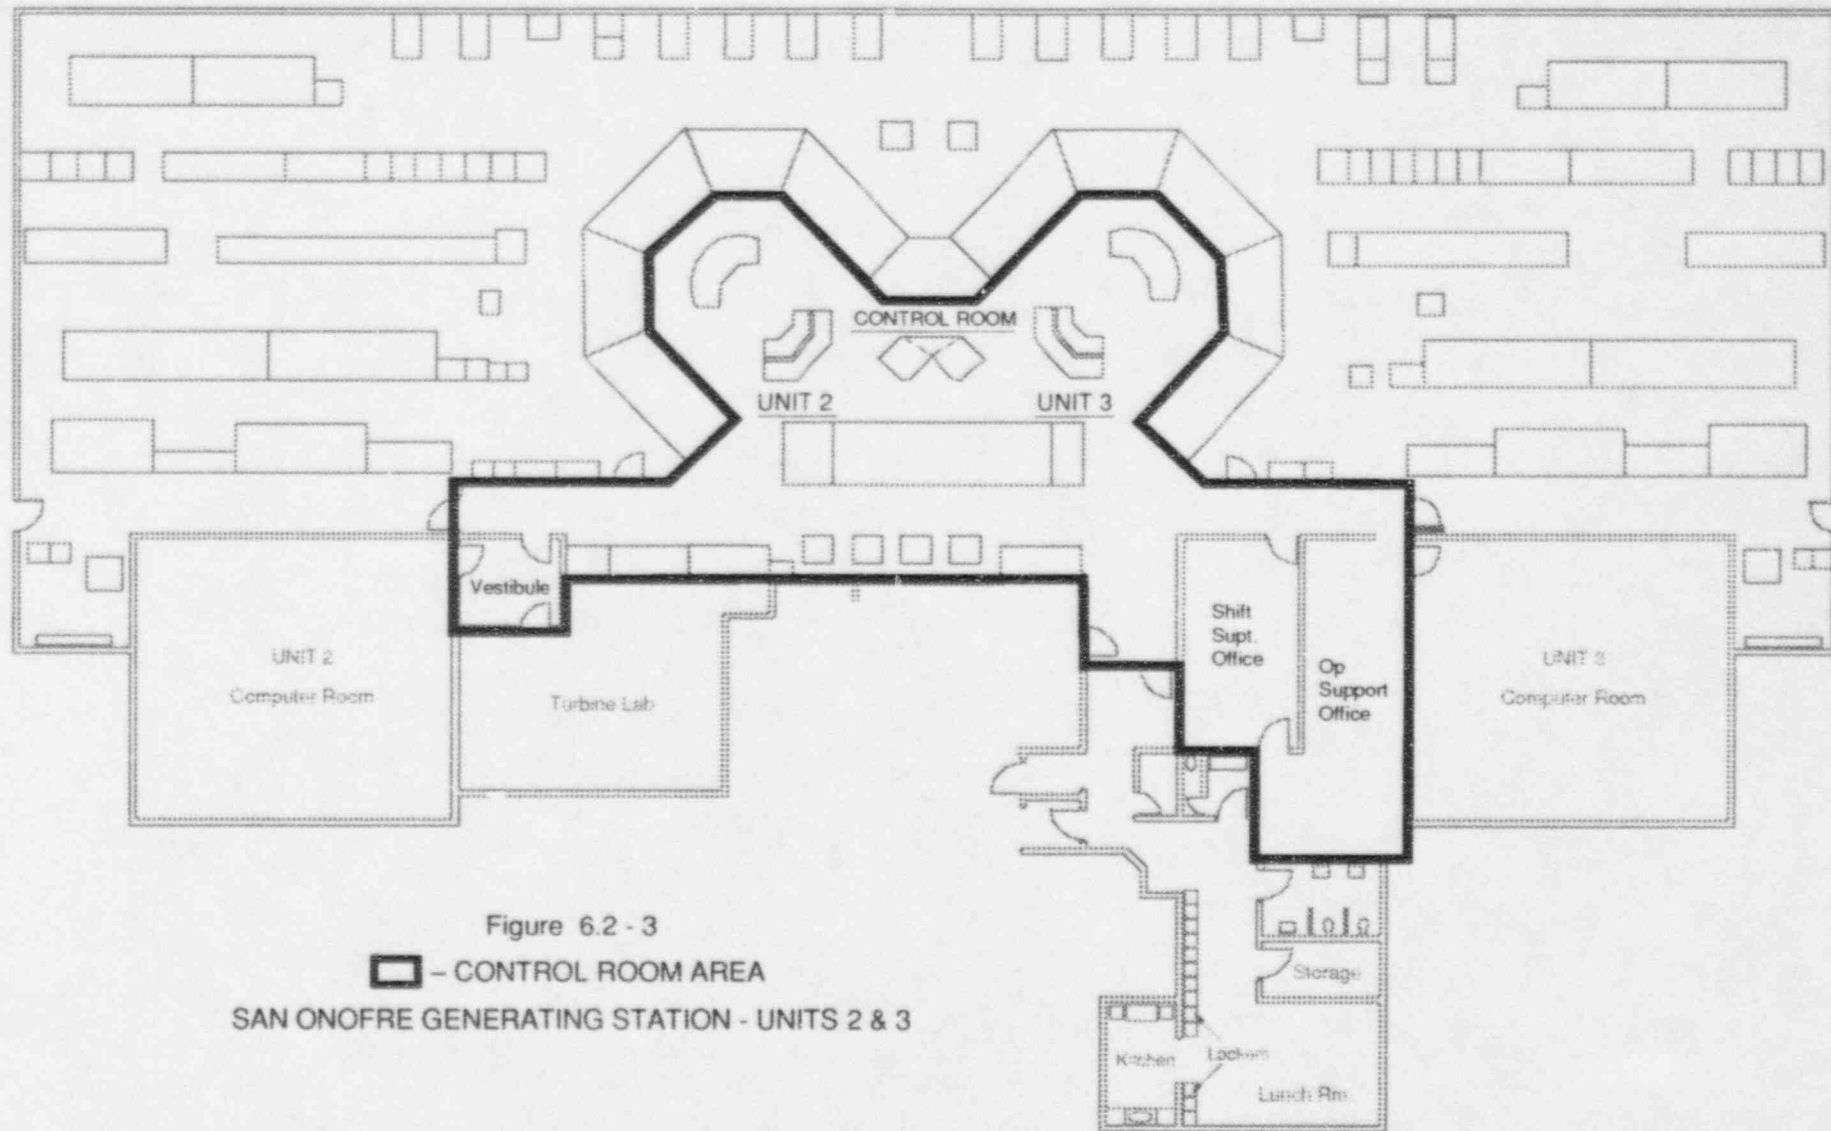 CONTROL ROOM
UNIT 2
UNIT 3
Vestibule
Shift
Supt.
Office
Op
Support
Office
UNIT 2
Computer Room
Turbine Lab
UNIT 3
Computer Room
Figure 6.2 - 3
– CONTROL ROOM AREA
SAN ONOFRE GENERATING STATION - UNITS 2 & 3
Storage
Kitchen
Lockers
Lunch Rm.